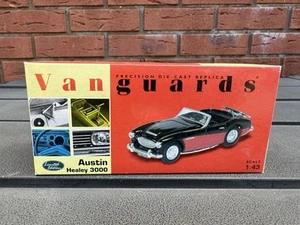 Vanguards
PRECISION DIE-CAST REPLICA
Austin
Healey 3000
SCALE
1:43